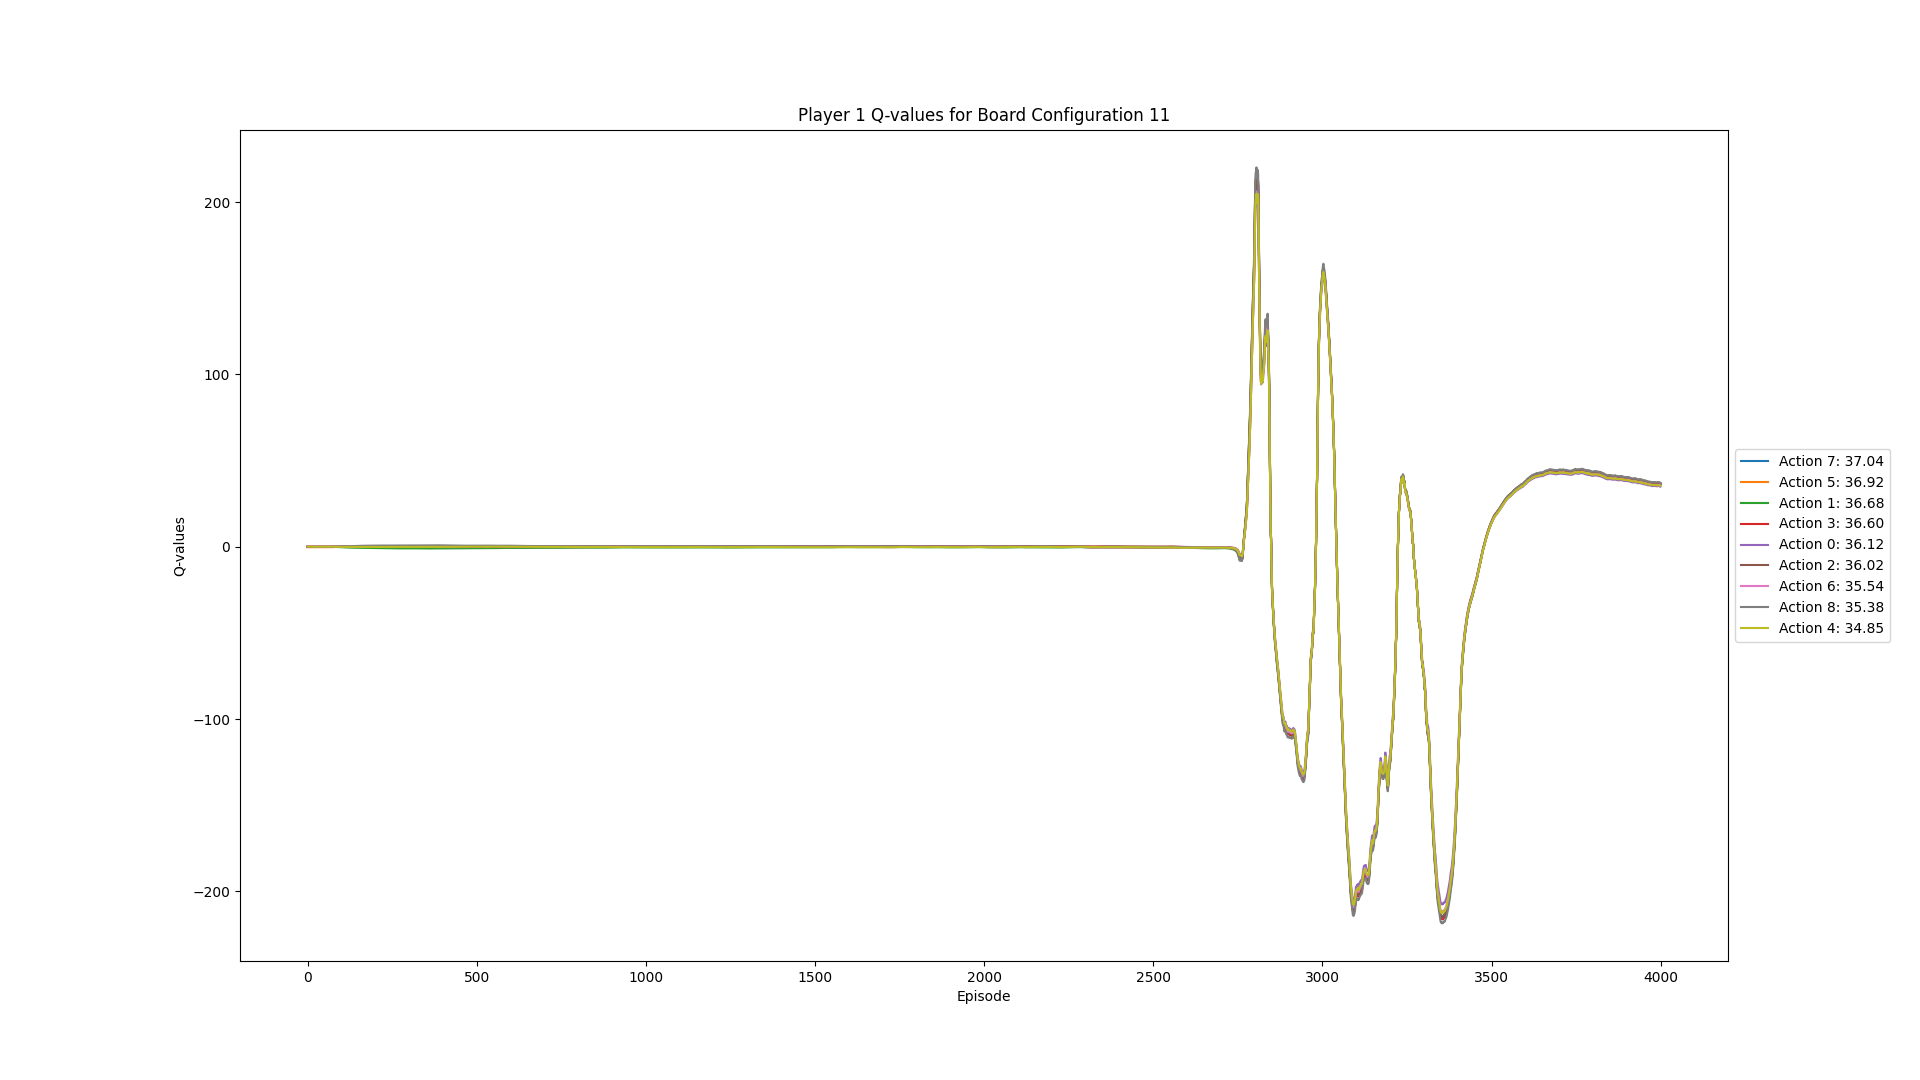 Player 1 Q-values for Board Configuration 11
200
100
0
−100
−200
Q-values
0
500
1000
1500
2000
2500
3000
3500
4000
Episode
Action 7: 37.04
Action 5: 36.92
Action 1: 36.68
Action 3: 36.60
Action 0: 36.12
Action 2: 36.02
Action 6: 35.54
Action 8: 35.38
Action 4: 34.85